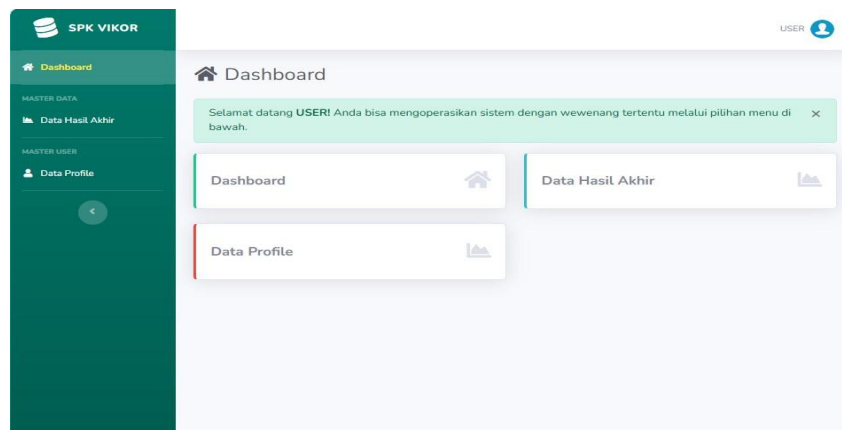 SPK VIKOR
USER
Dashboard
MASTER DATA
Data Hasil Akhir
MASTER USER
Data Profile
Dashboard
Selamat datang USER! Anda bisa mengoperasikan sistem dengan wewenang tertentu melalui pilihan menu di
bawah.
Dashboard
Data Hasil Akhir
Data Profile